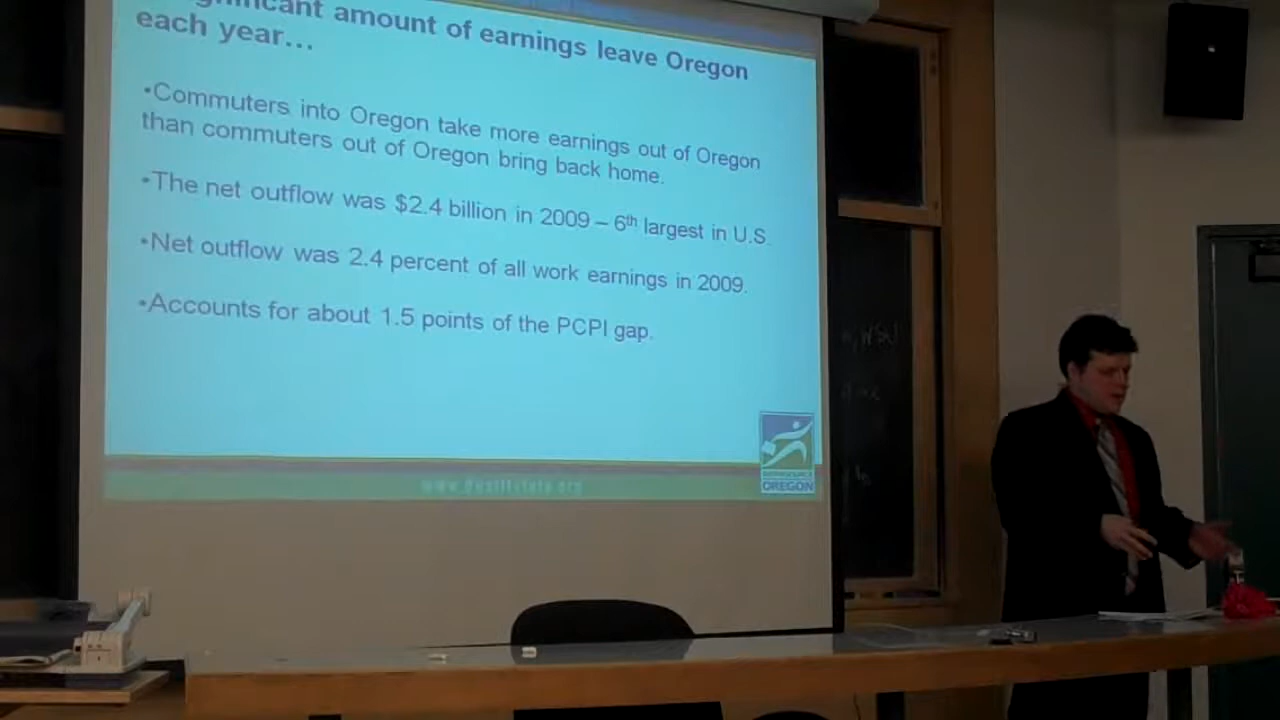 amount of earnings leave Oregon
each year...
•Commuters into Oregon take more earnings out of Oregon
than commuters out of Oregon bring back home.
•The net outflow was $2.4 billion in 2009 – 6th largest in U.S.
•Net outflow was 2.4 percent of all work earnings in 2009.
•Accounts for about 1.5 points of the PCPI gap.
OREGON